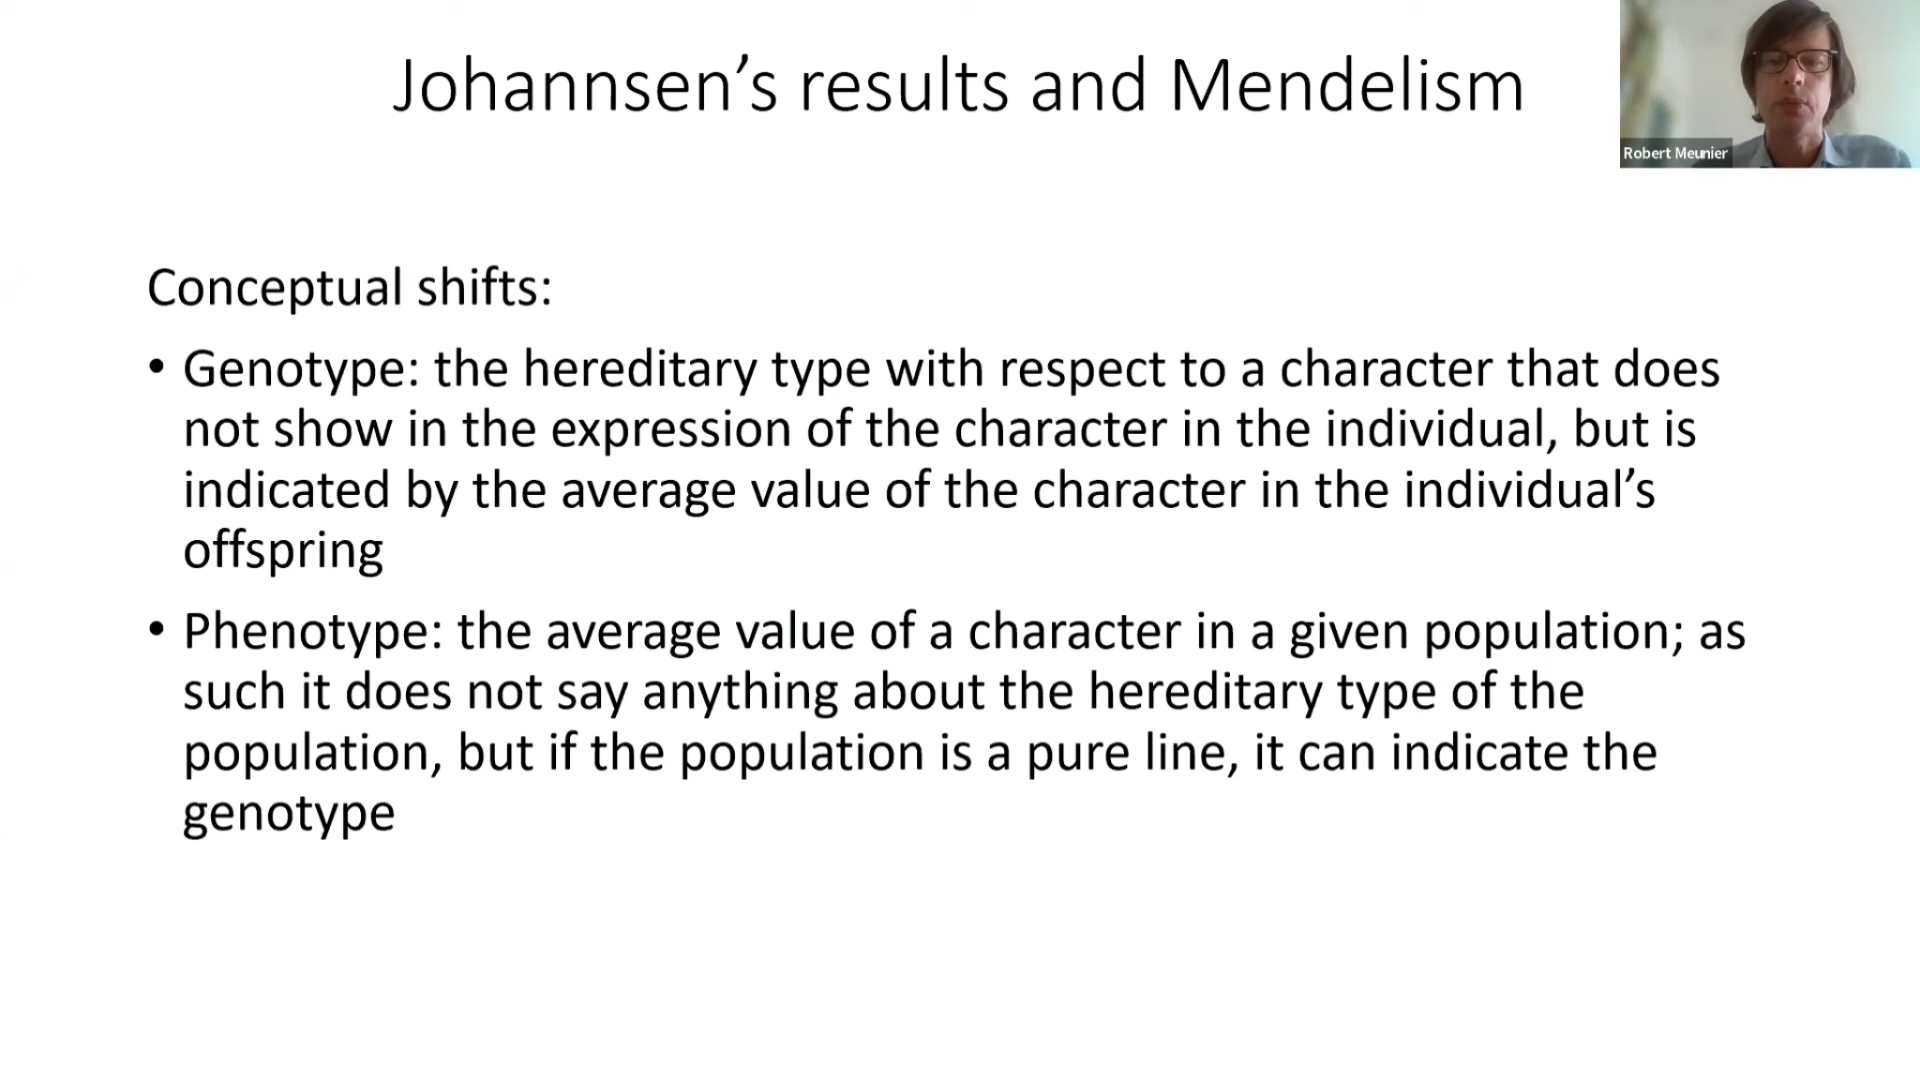 Johannsen’s results and Mendelism
Robert Meunier
Conceptual shifts:
• Genotype: the hereditary type with respect to a character that does
not show in the expression of the character in the individual, but is
indicated by the average value of the character in the individual’s
offspring
• Phenotype: the average value of a character in a given population; as
such it does not say anything about the hereditary type of the
population, but if the population is a pure line, it can indicate the
genotype